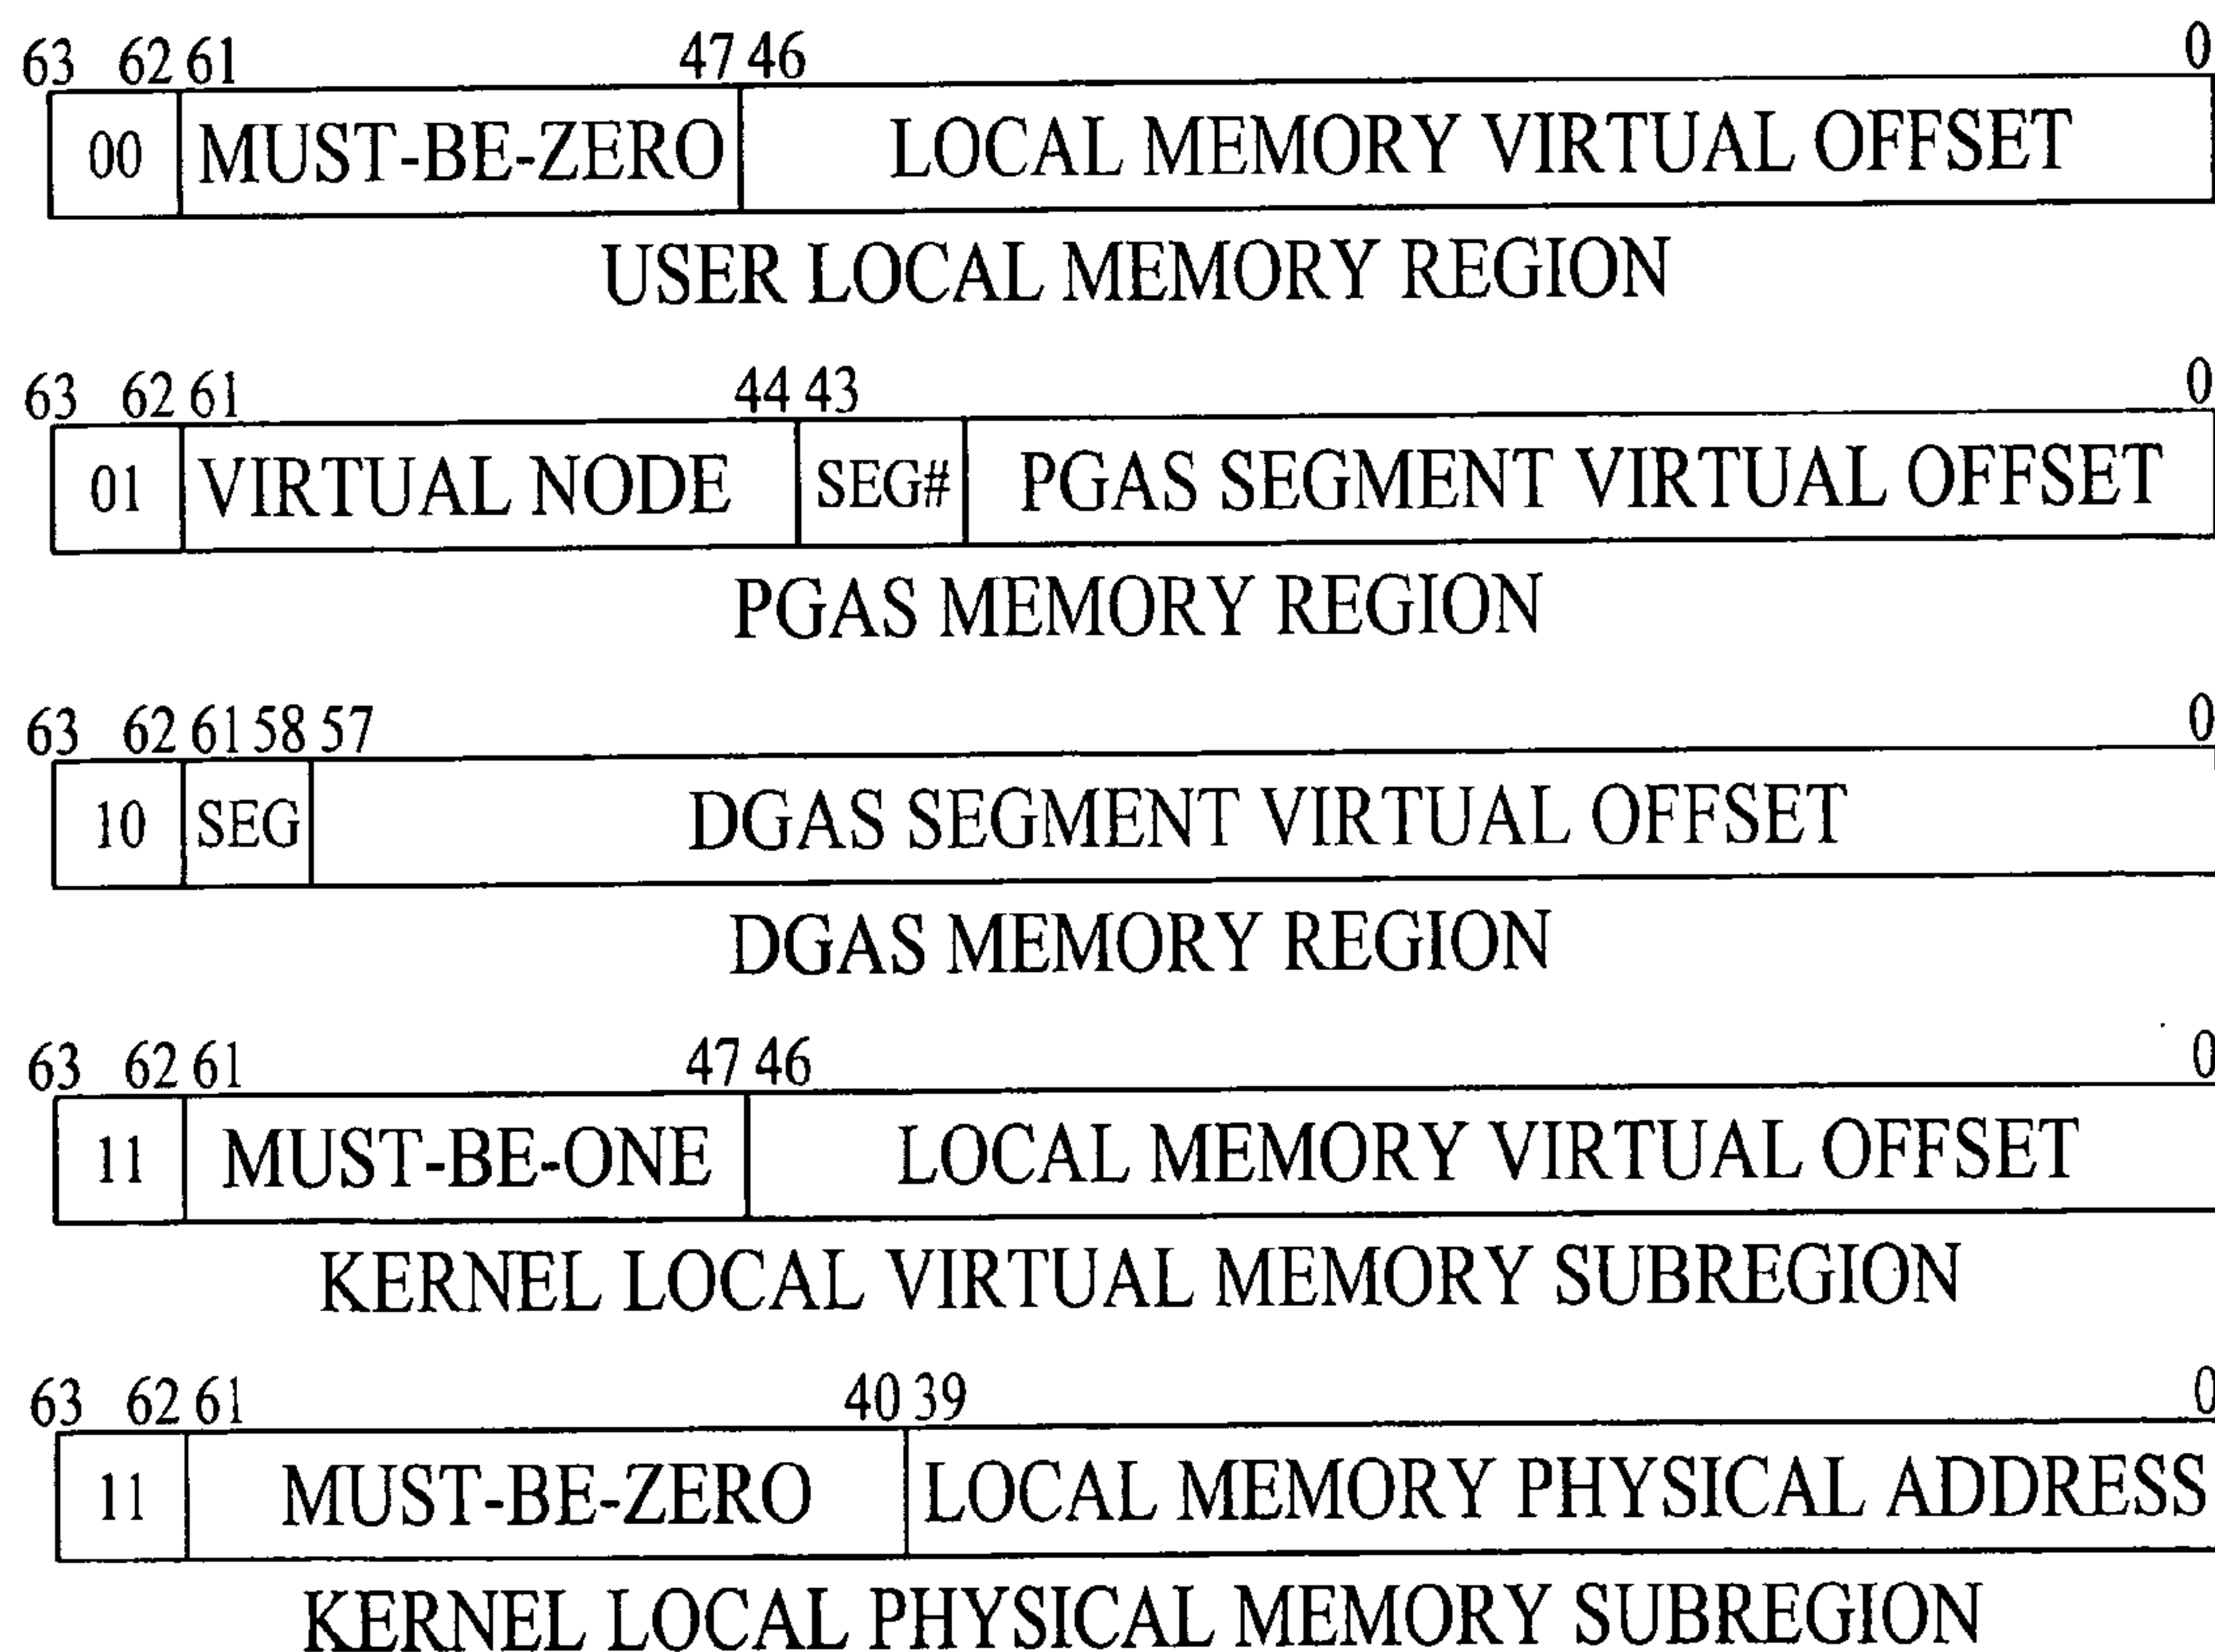 63 62 61 47 46 0
00 MUST-BE-ZERO LOCAL MEMORY VIRTUAL OFFSET
USER LOCAL MEMORY REGION
63 62 61 44 43 0
01 VIRTUAL NODE SEG# PGAS SEGMENT VIRTUAL OFFSET
PGAS MEMORY REGION
63 62 61 58 57 0
10 SEG DGAS SEGMENT VIRTUAL OFFSET
DGAS MEMORY REGION
63 62 61 47 46 0
11 MUST-BE-ONE LOCAL MEMORY VIRTUAL OFFSET
KERNEL LOCAL VIRTUAL MEMORY SUBREGION
63 62 61 40 39 0
11 MUST-BE-ZERO LOCAL MEMORY PHYSICAL ADDRESS
KERNEL LOCAL PHYSICAL MEMORY SUBREGION